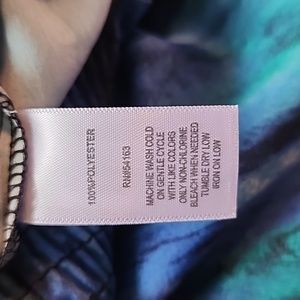 100%POLYESTER
RN#54163
MACHINE WASH COLD
ON GENTLE CYCLE
WITH LIKE COLORS
ONLY NON-CHLORINE
BLEACH WHEN NEEDED
TUMBLE DRY LOW
IRON ON LOW